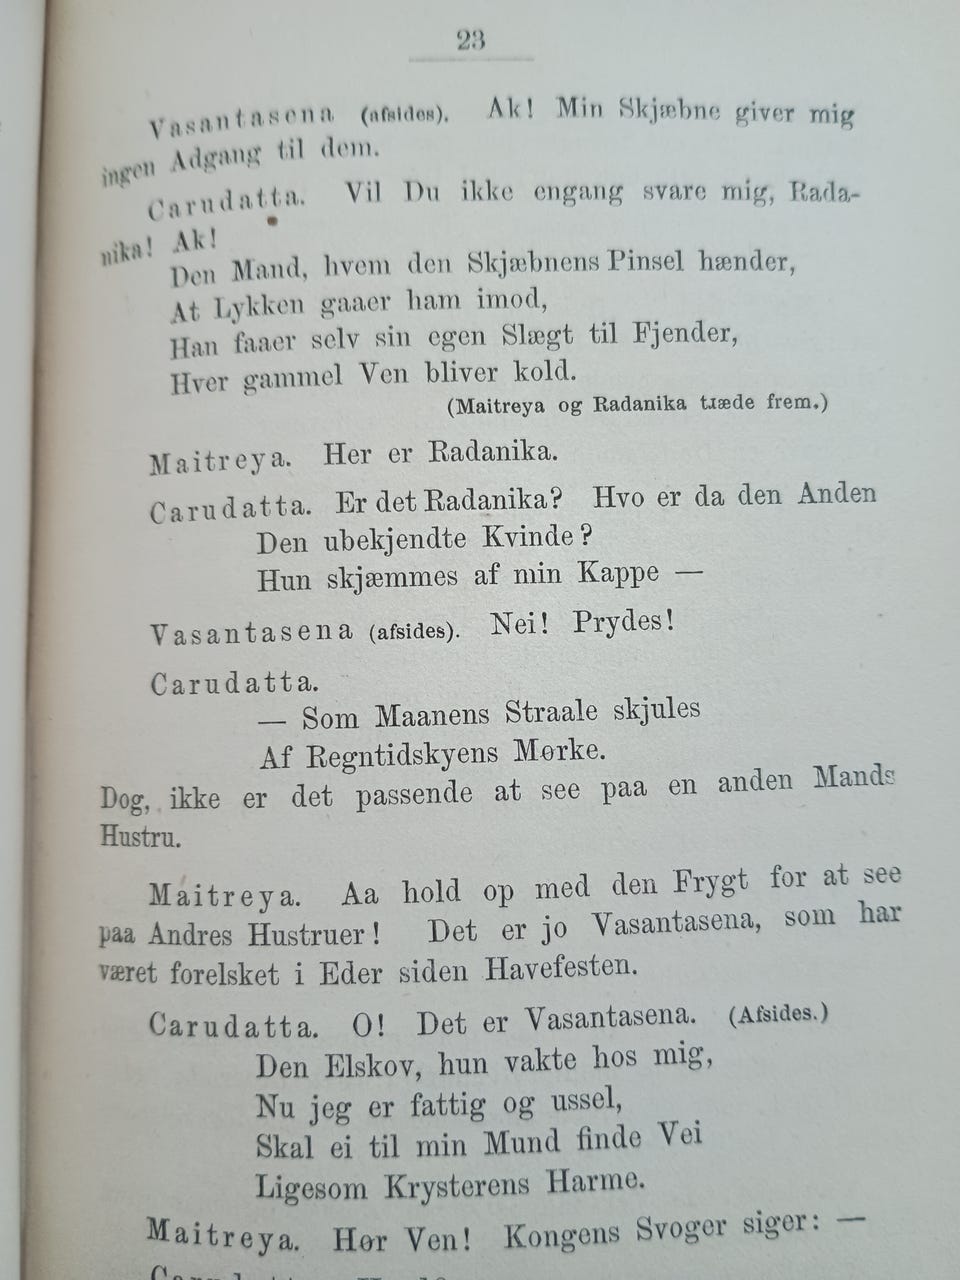 23
Vasantasena (afsides). Ak! Min Skjæbne giver mig
ingen Adgang til dem.
Carudatta. Vil Du ikke engang svare mig, Rada-
nika! Ak!
Den Mand, hvem den Skjæbnens Pinsel hænder,
At Lykken gaaer ham imod,
Han faaer selv sin egen Slægt til Fjender,
Hver gammel Ven bliver kold.
(Maitreya og Radanika træde frem.)
Maitreya. Her er Radanika.
Carudatta. Er det Radanika? Hvo er da den Anden
Den ubekjendte Kvinde?
Hun skjæmmes af min Kappe —
Vasantasena (afsides). Nei! Prydes!
Carudatta.
— Som Maanens Straale skjules
Af Regntidskyens Mørke.
Dog, ikke er det passende at see paa en anden Mands
Hustru.
Maitreya. Aa hold op med den Frygt for at see
paa Andres Hustruer! Det er jo Vasantasena, som har
været forelsket i Eder siden Havefesten.
Carudatta. O! Det er Vasantasena. (Afsides.)
Den Elskov, hun vakte hos mig,
Nu jeg er fattig og ussel,
Skal ei til min Mund finde Vei
Ligesom Krysterens Harme.
Maitreya. Hør Ven! Kongens Svoger siger: —